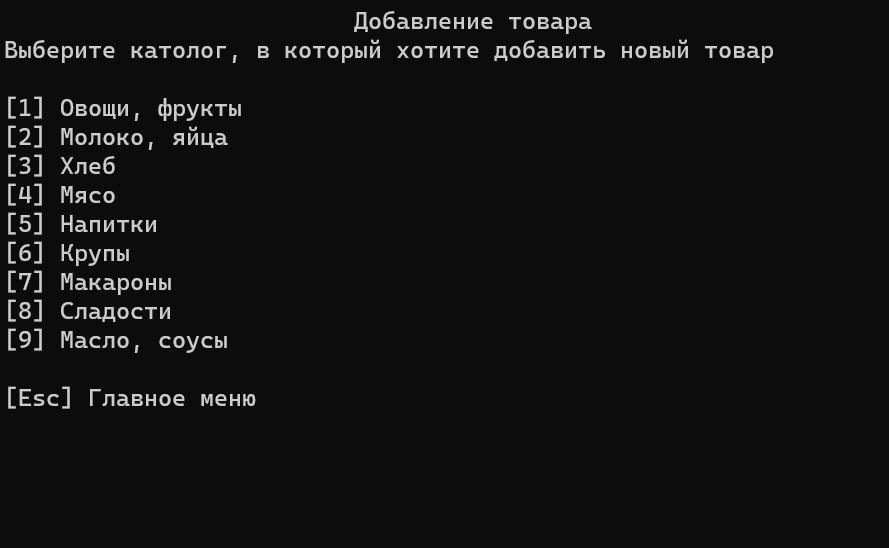 Добавление товара
Выберите католог, в который хотите добавить новый товар
[1] Овощи, фрукты
[2] Молоко, яйца
[3] Хлеб
[4] Мясо
[5] Напитки
[6] Крупы
[7] Макароны
[8] Сладости
[9] Масло, соусы
[Esc] Главное меню